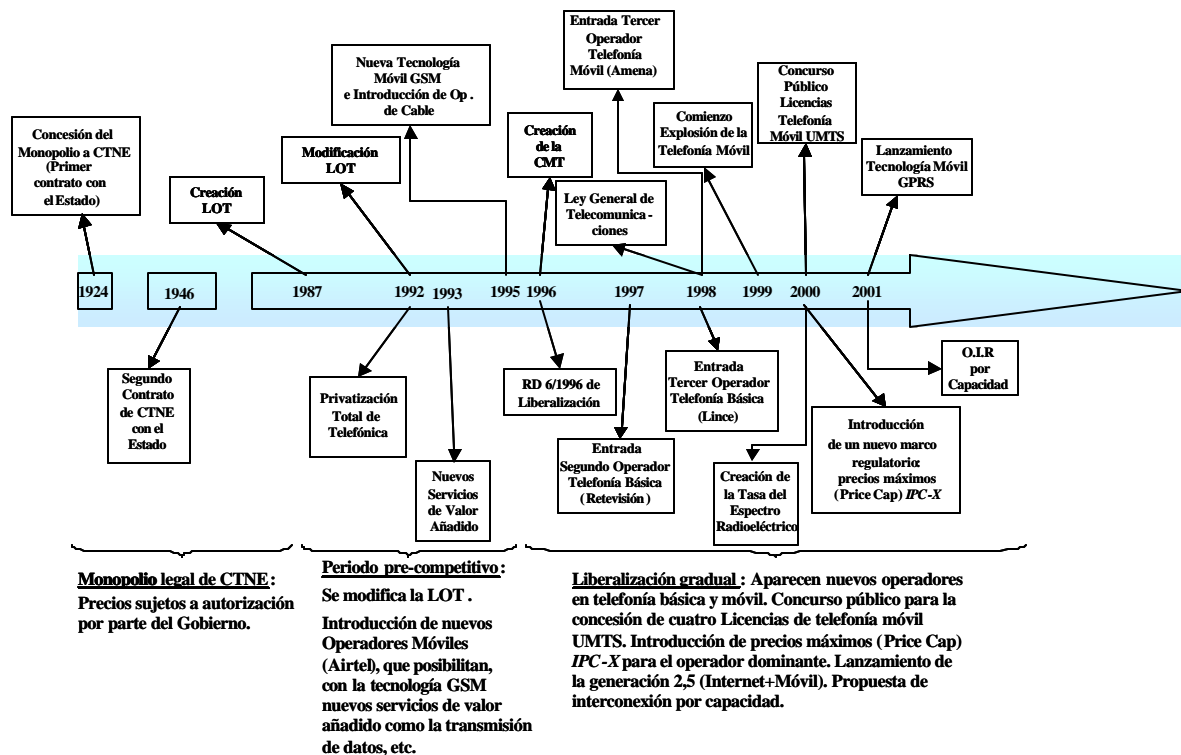 Entrada Tercer
Operador
Telefonía
Móvil (Amena)
Nueva Tecnología
Móvil GSM
e Introducción de Op .
de Cable
Concurso
Público
Licencias
Telefonía
Móvil UMTS
Concesión del
Monopolio a CTNE
(Primer
contrato con
el Estado)
Modificación
LOT
Creación
de la
CMT
Comienzo
Explosión de la
Telefonía Móvil
Lanzamiento
Tecnología Móvil
GPRS
Creación
LOT
Ley General de
Telecomunica -
ciones
1924
1946
1987
1992
1993
1995
1996
1997
1998
1999
2000
2001
Segundo
Contrato
de CTNE
con el
Estado
Privatización
Total de
Telefónica
RD 6/1996 de
Liberalización
Entrada
Tercer Operador
Telefonía Básica
(Lince)
O.I.R
por
Capacidad
Nuevos
Servicios
de Valor
Añadido
Entrada
Segundo Operador
Telefonía Básica
(Retevisión )
Creación de
la Tasa del
Espectro
Radioeléctrico
Introducción
de un nuevo marco
regulatorio:
precios máximos
(Price Cap) IPC-X
Monopolio legal de CTNE :
Precios sujetos a autorización
por parte del Gobierno.
Periodo pre-competitivo :
Se modifica la LOT .
Introducción de nuevos
Operadores Móviles
(Airtel), que posibilitan,
con la tecnología GSM
nuevos servicios de valor
añadido como la transmisión
de datos, etc.
Liberalización gradual : Aparecen nuevos operadores
en telefonía básica y móvil. Concurso público para la
concesión de cuatro Licencias de telefonía móvil
UMTS. Introducción de precios máximos (Price Cap)
IPC-X para el operador dominante. Lanzamiento de
la generación 2,5 (Internet+Móvil). Propuesta de
interconexión por capacidad.